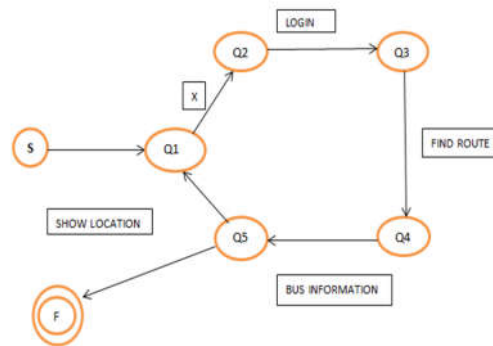 LOGIN
Q2
Q3
X
S
Q1
FIND ROUTE
SHOW LOCATION
Q5
Q4
BUS INFORMATION
F